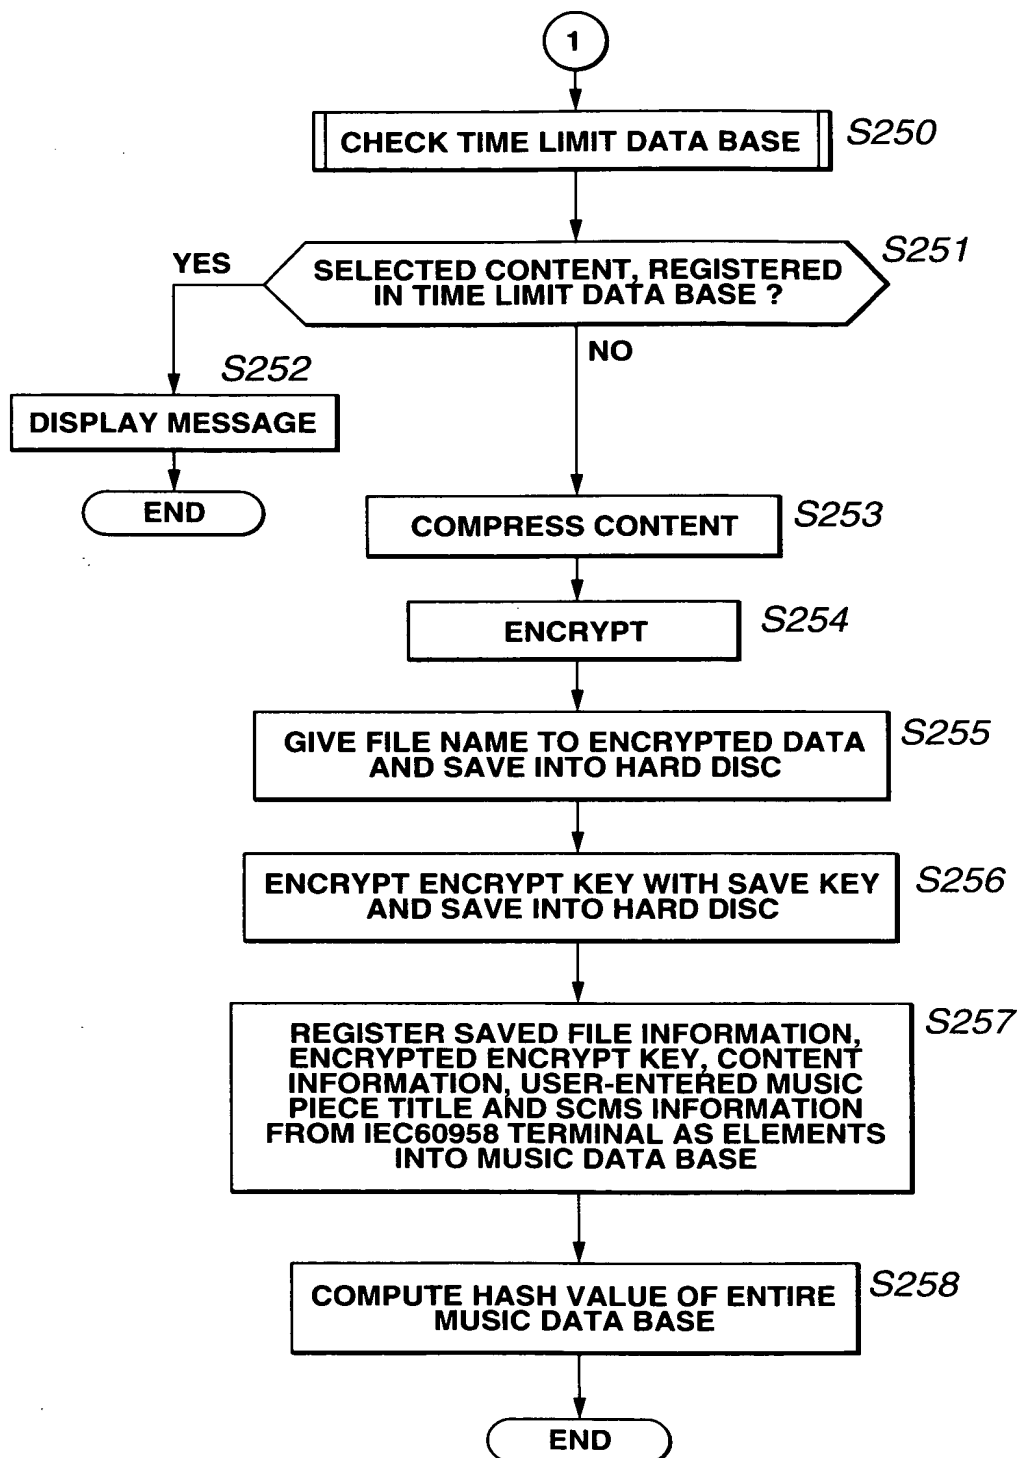 1
CHECK TIME LIMIT DATA BASE
S250
SELECTED CONTENT, REGISTERED
IN TIME LIMIT DATA BASE ?
S251
YES
NO
S252
DISPLAY MESSAGE
END
COMPRESS CONTENT
S253
ENCRYPT
S254
GIVE FILE NAME TO ENCRYPTED DATA
AND SAVE INTO HARD DISC
S255
ENCRYPT ENCRYPT KEY WITH SAVE KEY
AND SAVE INTO HARD DISC
S256
REGISTER SAVED FILE INFORMATION,
ENCRYPTED ENCRYPT KEY, CONTENT
INFORMATION, USER-ENTERED MUSIC
PIECE TITLE AND SCMS INFORMATION
FROM IEC60958 TERMINAL AS ELEMENTS
INTO MUSIC DATA BASE
S257
COMPUTE HASH VALUE OF ENTIRE
MUSIC DATA BASE
S258
END